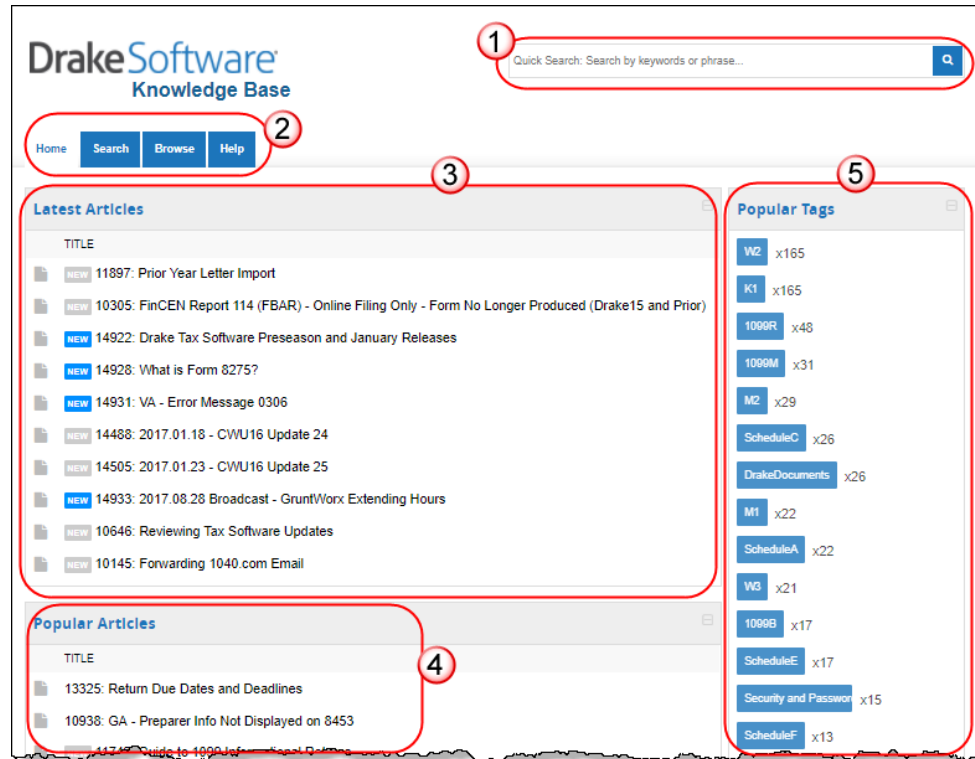 DrakeSoftware
Knowledge Base
1
Quick Search: Search by keywords or phrase...
2
Home Search Browse Help
3
Latest Articles
TITLE
NEW 11897: Prior Year Letter Import
NEW 10305: FinCEN Report 114 (FBAR) - Online Filing Only - Form No Longer Produced (Drake15 and Prior)
NEW 14922: Drake Tax Software Preseason and January Releases
NEW 14928: What is Form 8275?
NEW 14931: VA - Error Message 0306
NEW 14488: 2017.01.18 - CWU16 Update 24
NEW 14505: 2017.01.23 - CWU16 Update 25
NEW 14933: 2017.08.28 Broadcast - GruntWorx Extending Hours
NEW 10646: Reviewing Tax Software Updates
NEW 10145: Forwarding 1040.com Email
Popular Articles
4
TITLE
13325: Return Due Dates and Deadlines
10938: GA - Preparer Info Not Displayed on 8453
Guide to 1099 Informational Returns
5
Popular Tags
W2 x165
K1 x165
1099R x48
1099M x31
M2 x29
ScheduleC x26
DrakeDocuments x26
M1 x22
ScheduleA x22
W3 x21
1099B x17
ScheduleE x17
Security and Passwor x15
ScheduleF x13